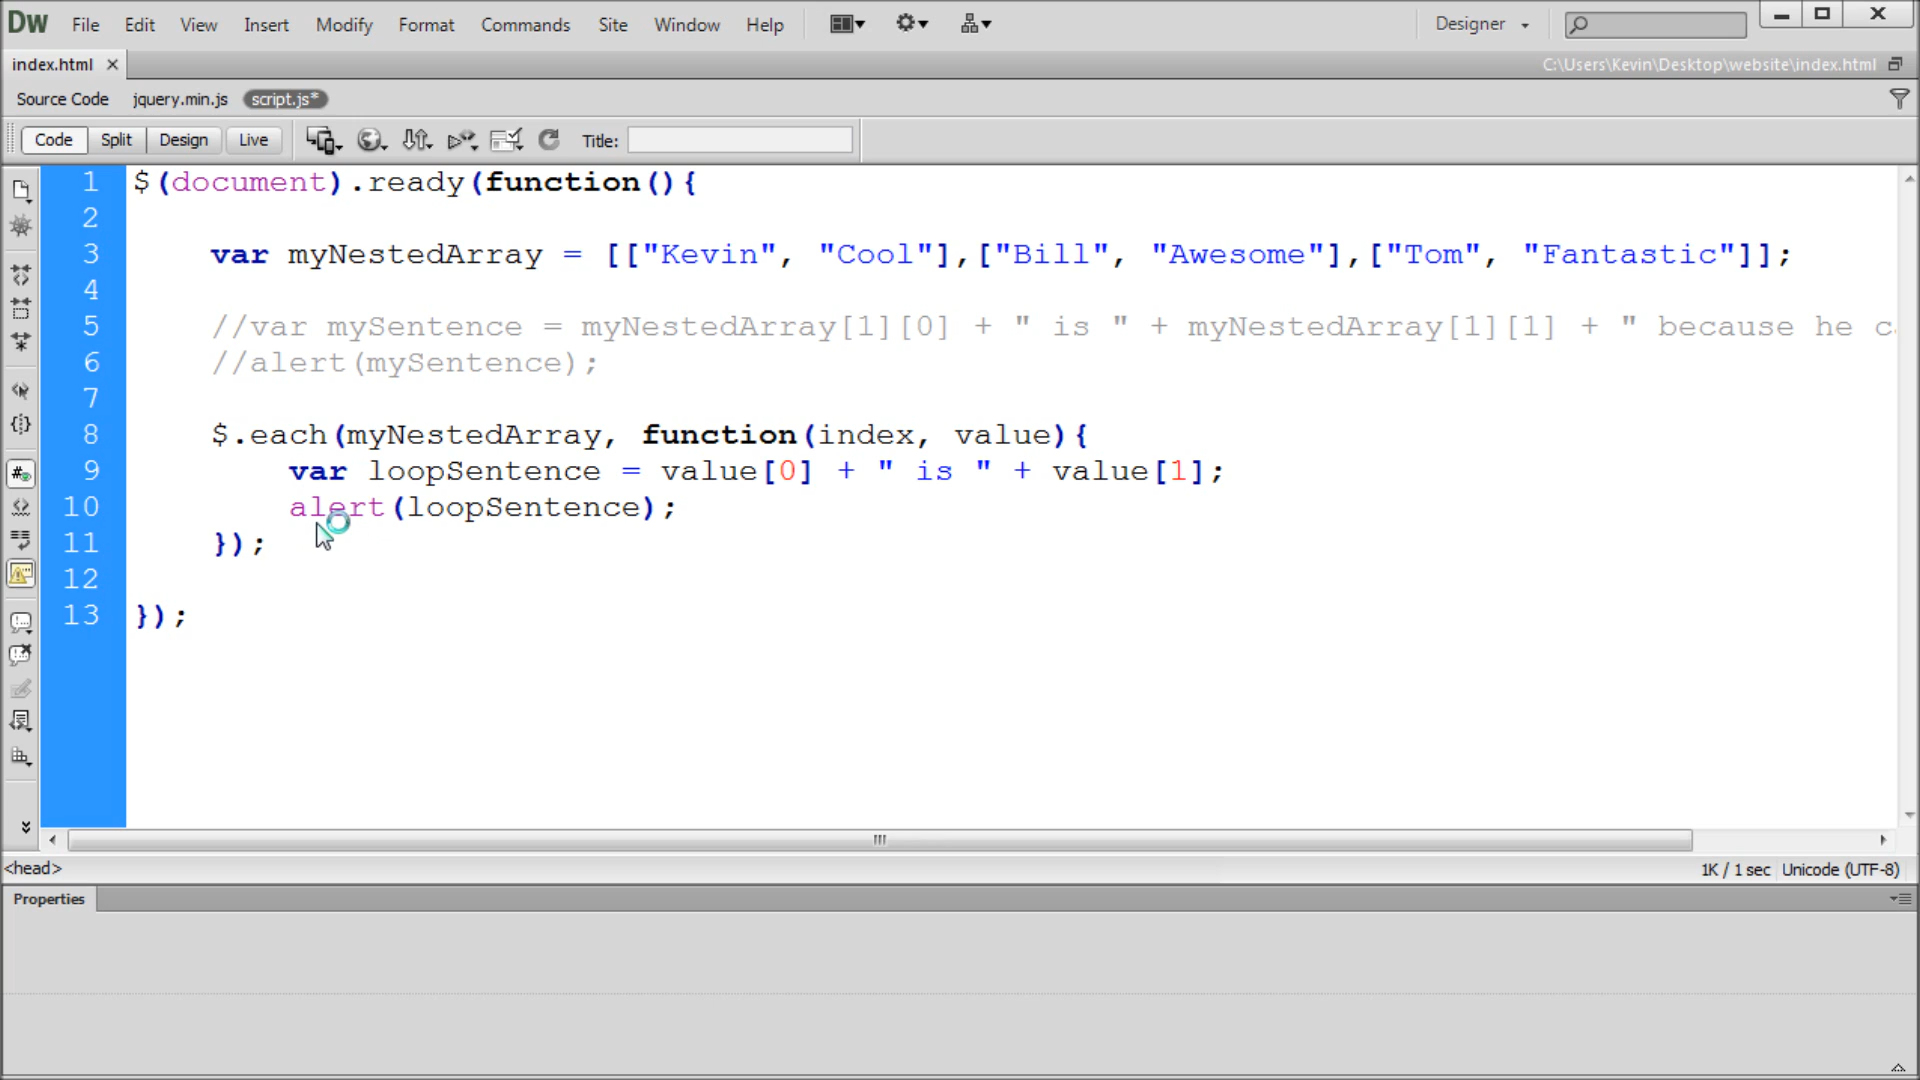 DW File Edit View Insert Modify Format Commands Site Window Help Designer
index.html C:\Users\Kevin\Desktop\website\index.html
Source Code jquery.min.js script.js*
Code Split Design Live Title:
1 $(document).ready(function(){
2
3 var myNestedArray = [["Kevin", "Cool"],["Bill", "Awesome"],["Tom", "Fantastic"]];
4
5 //var mySentence = myNestedArray[1][0] + " is " + myNestedArray[1][1] + " because he
6 //alert(mySentence);
7
8 $.each(myNestedArray, function(index, value){
9 var loopSentence = value[0] + " is " + value[1];
10 alert(loopSentence);
11 });
12
13 });
<head> 1K / 1 sec Unicode (UTF-8)
Properties